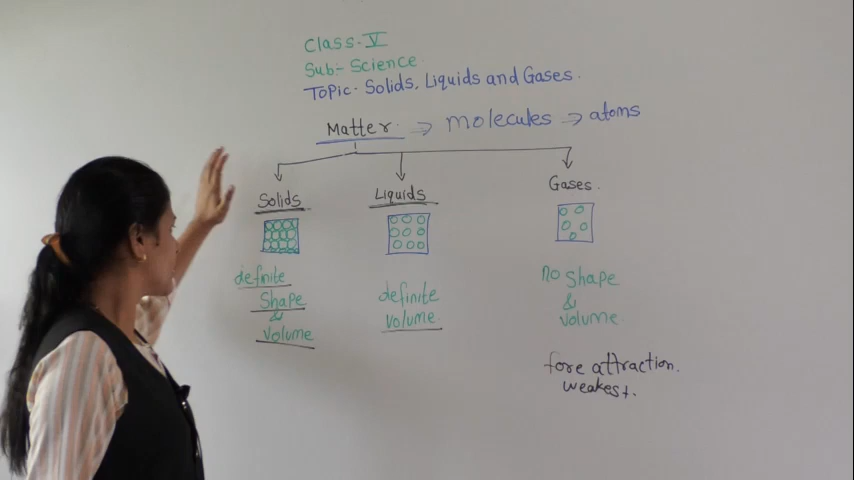 Class- V
Sub:- Science
Topic- Solids, Liquids and Gases.
Matter. ⇒ molecules ⇒ atoms
Solids Liquids Gases.
definite
Shape
&
volume
definite
volume
no Shape
&
volume
fore attraction.
weakest.